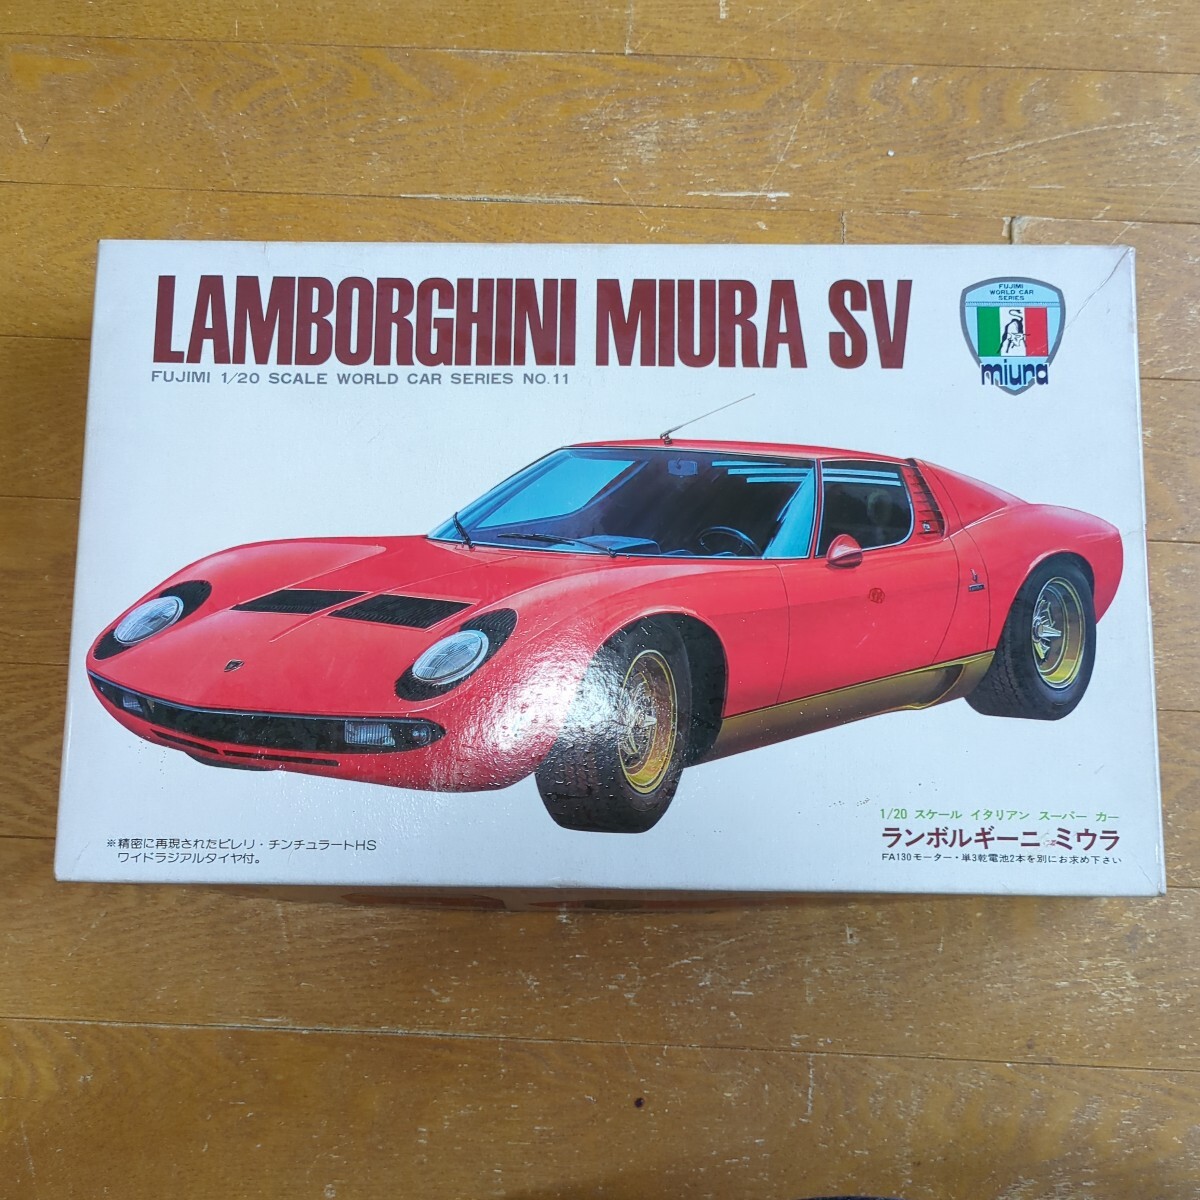 LAMBORGHINI MIURA SV
FUJIMI 1/20 SCALE WORLD CAR SERIES NO.11
FUJIMI
WORLD CAR
SERIES
miura
1/20 スケール イタリアン スーパー カー
ランボルギーニ ミウラ
FA130モーター・単3乾電池2本を別にお求め下さい
※精密に再現されたピレリ・チンチュラートHS
ワイドラジアルタイヤ付。